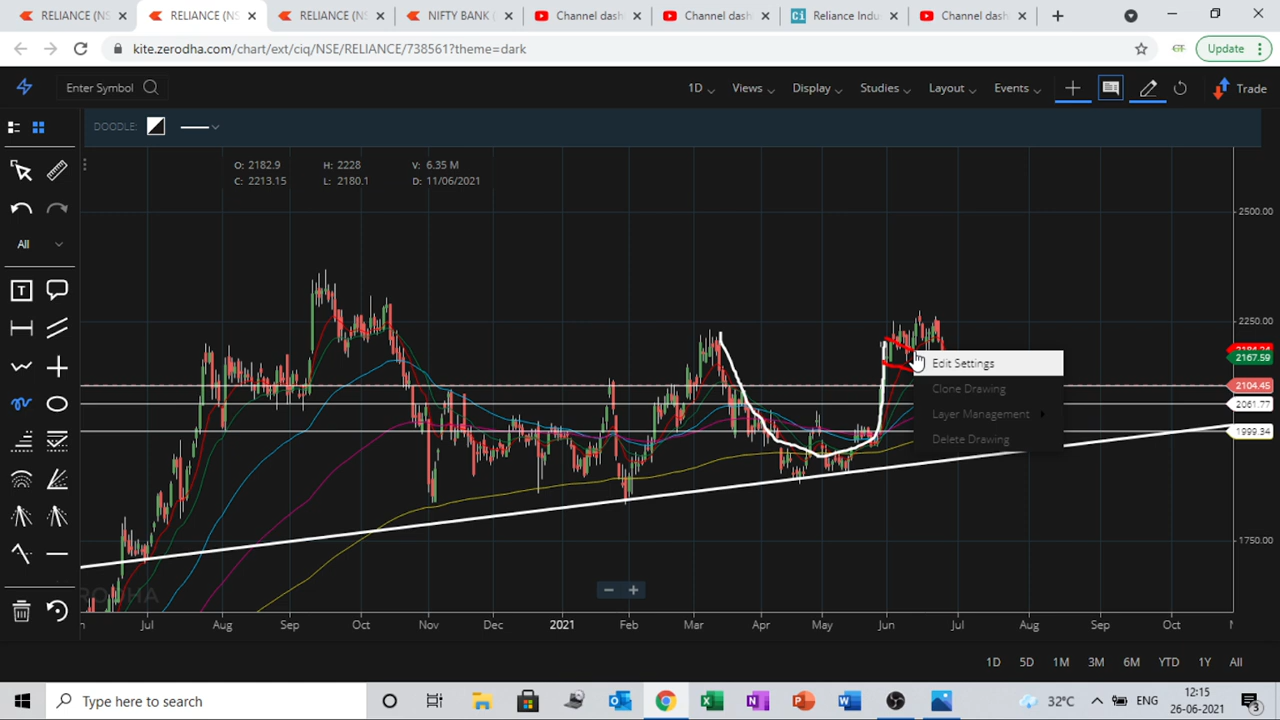 RELIANCE (NS
RELIANCE (NS
RELIANCE (NS
NIFTY BANK (
Channel dash
Channel dash
Reliance Indu
Channel dash
kite.zerodha.com/chart/ext/ciq/NSE/RELIANCE/738561?theme=dark
GT
Update
Enter Symbol
1D
Views
Display
Studies
Layout
Events
Trade
DOODLE:
O: 2182.9 H: 2228 V: 6.35 M
C: 2213.15 L: 2180.1 D: 11/06/2021
All
T
2500.00
2250.00
2167.59
2104.45
2061.77
1999.34
1750.00
Edit Settings
Clone Drawing
Layer Management
Delete Drawing
Jul Aug Sep Oct Nov Dec 2021 Feb Mar Apr May Jun Jul Aug Sep Oct
1D 5D 1M 3M 6M YTD 1Y All
Type here to search
32°C
ENG
12:15
26-06-2021
3